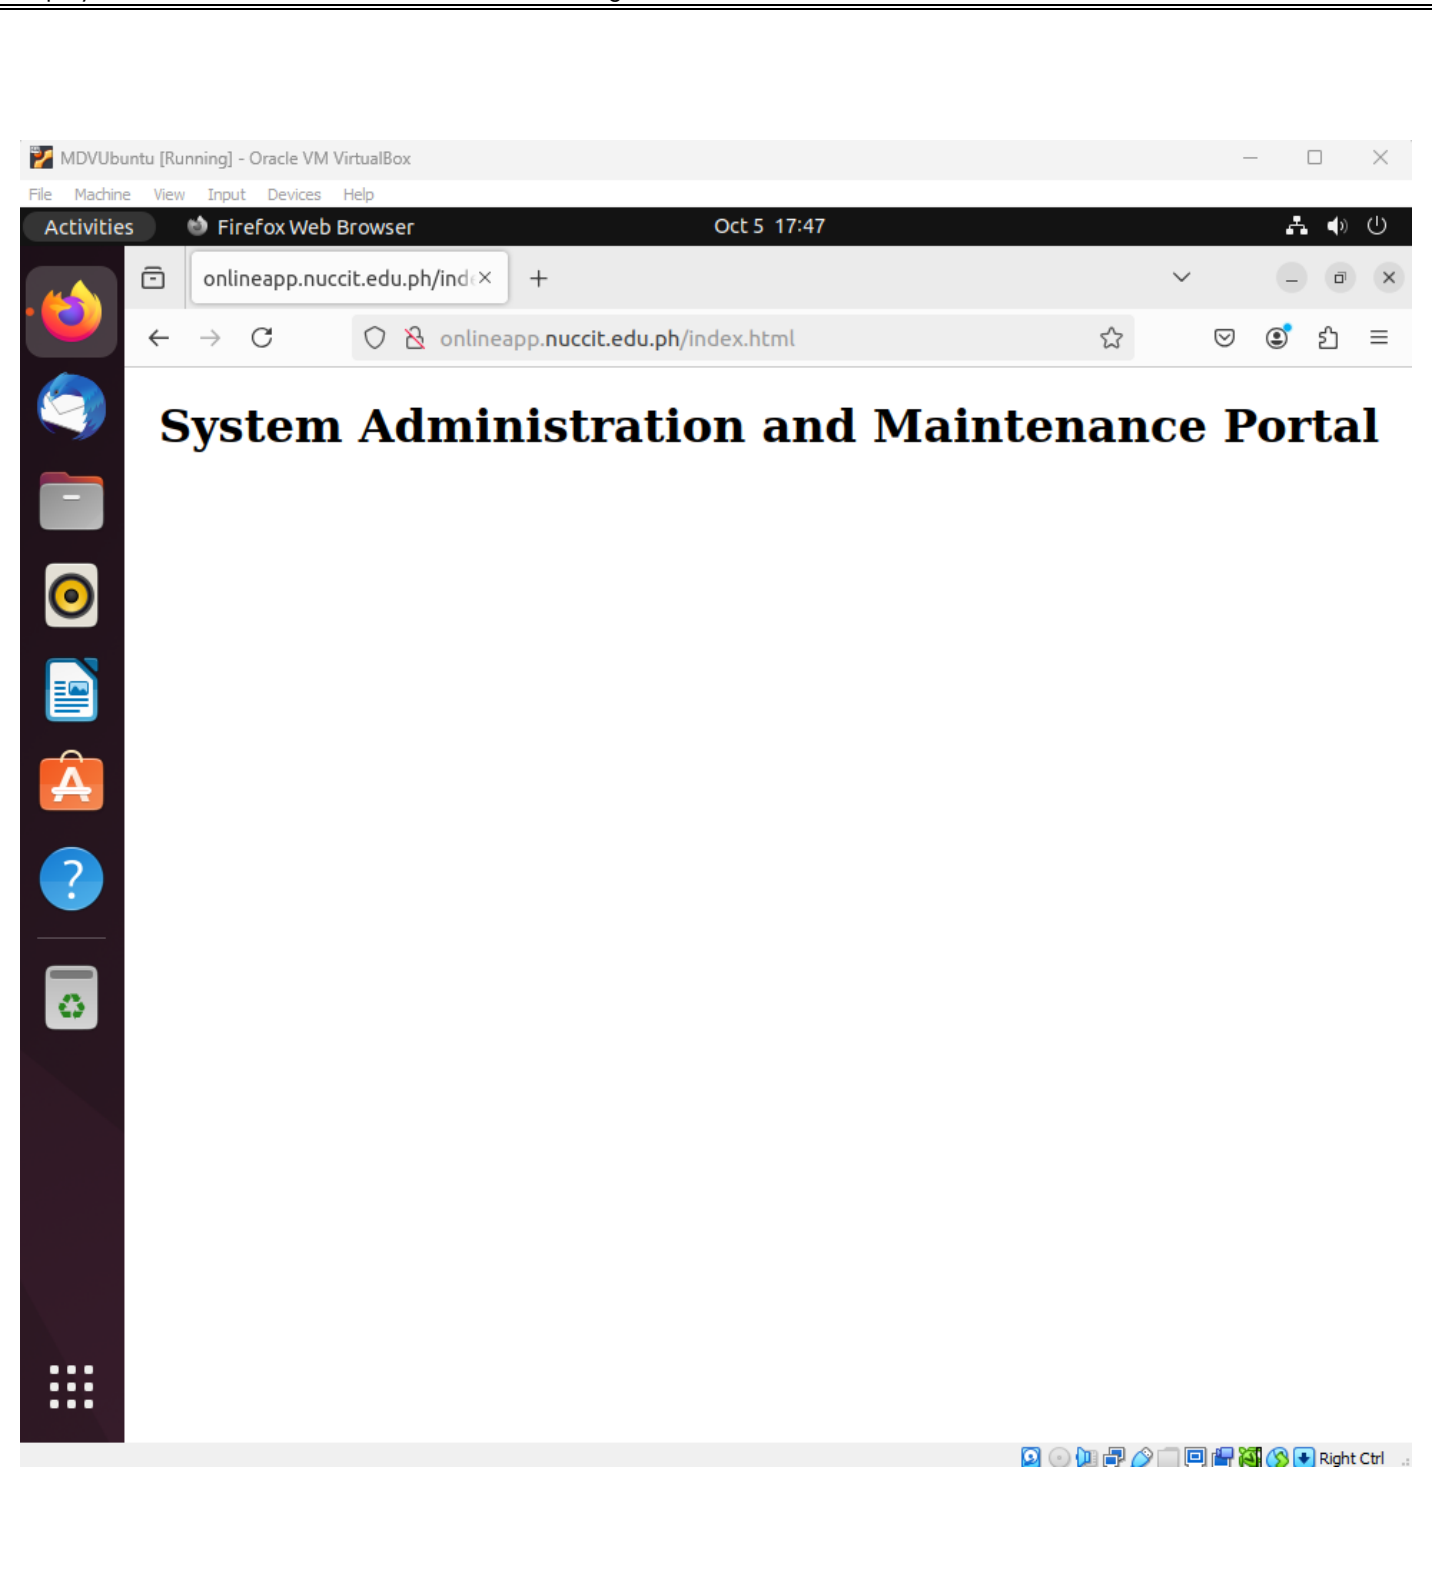 MDVUbuntu [Running] - Oracle VM VirtualBox
File Machine View Input Devices Help
Activities Firefox Web Browser Oct 5 17:47
onlineapp.nuccit.edu.ph/inde
onlineapp.nuccit.edu.ph/index.html
System Administration and Maintenance Portal
Right Ctrl